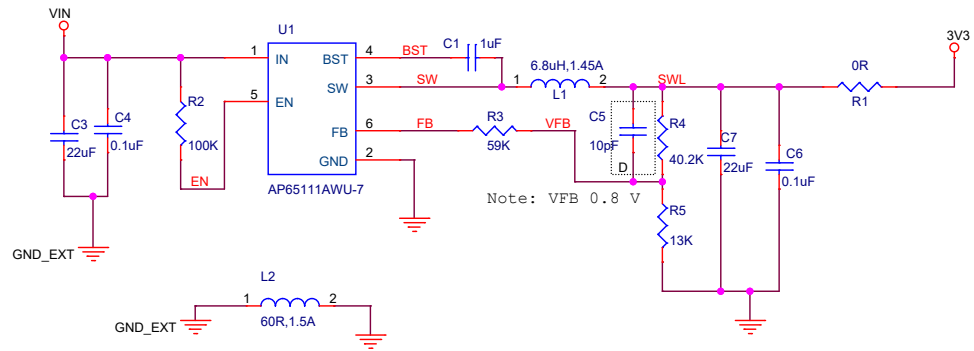 VIN
3V3
U1
1
IN
BST
4
BST
C1
1uF
SW
3
SW
1
6.8uH,1.45A
2
L1
SWL
0R
R1
5
EN
R2
100K
C3
22uF
C4
0.1uF
EN
FB
6
FB
R3
59K
VFB
C5
10pF
D
R4
40.2K
C7
22uF
C6
0.1uF
GND
2
AP65111AWU-7
Note: VFB 0.8 V
R5
13K
GND_EXT
L2
1
2
60R,1.5A
GND_EXT